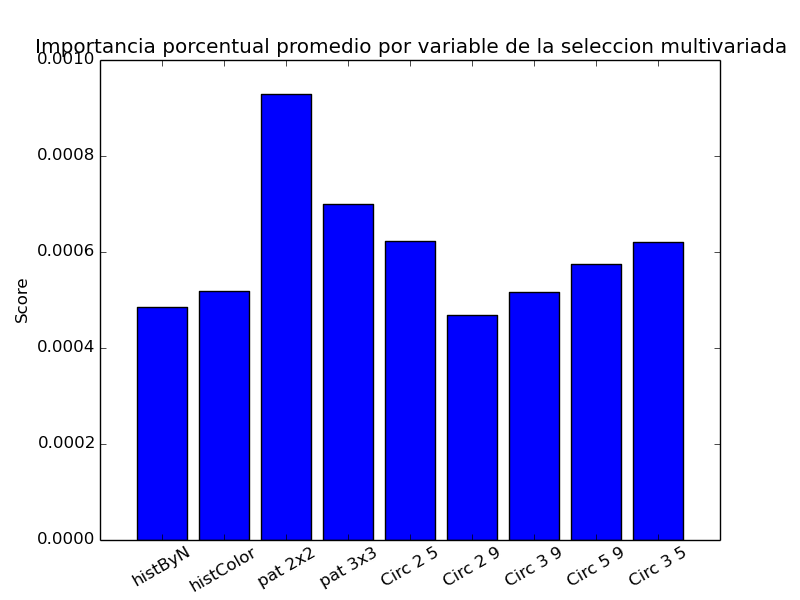 Importancia porcentual promedio por variable de la seleccion multivariada
0.0010
0.0008
0.0006
0.0004
0.0002
0.0000
Score
histByN
histColor
pat 2x2
pat 3x3
Circ 2 5
Circ 2 9
Circ 3 9
Circ 5 9
Circ 3 5